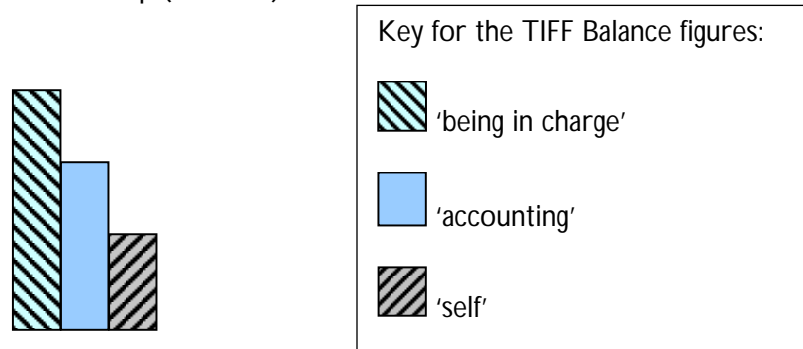 Key for the TIFF Balance figures:
'being in charge'
'accounting'
'self'